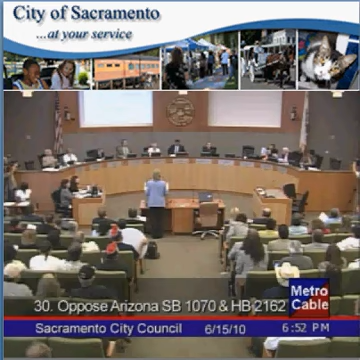 City of Sacramento
...at your service
30. Oppose Arizona SB 1070 & HB 2162
Metro
Cable
Sacramento City Council 6/15/10 6:52 PM